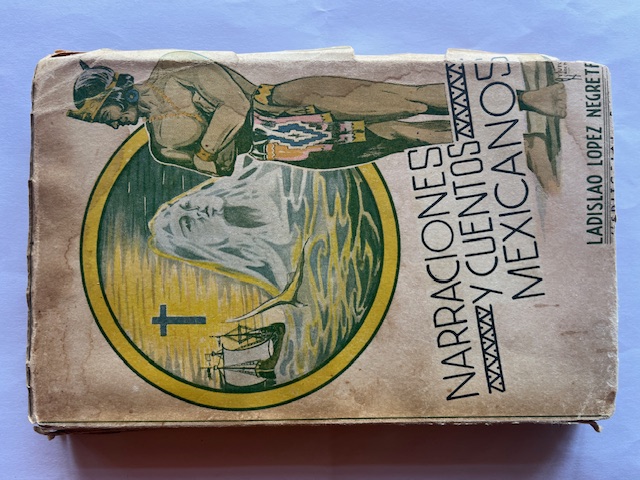 NARRACIONES
Y CUENTOS
MEXICANOS
LADISLAO LOPEZ NEGRETE